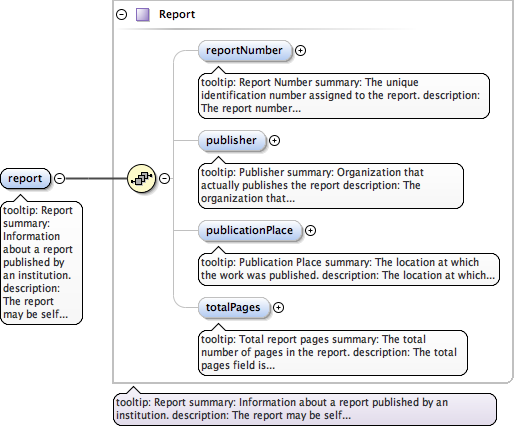 Report
reportNumber
tooltip: Report Number summary: The unique
identification number assigned to the report. description:
The report number...
publisher
tooltip: Publisher summary: Organization that
actually publishes the report description: The
organization that...
report
tooltip: Report
summary:
Information
about a report
published by
an institution.
description:
The report
may be self...
publicationPlace
tooltip: Publication Place summary: The location at which
the work was published. description: The location at which...
totalPages
tooltip: Total report pages summary: The total
number of pages in the report. description: The total
pages field is...
tooltip: Report summary: Information about a report published by an
institution. description: The report may be self...